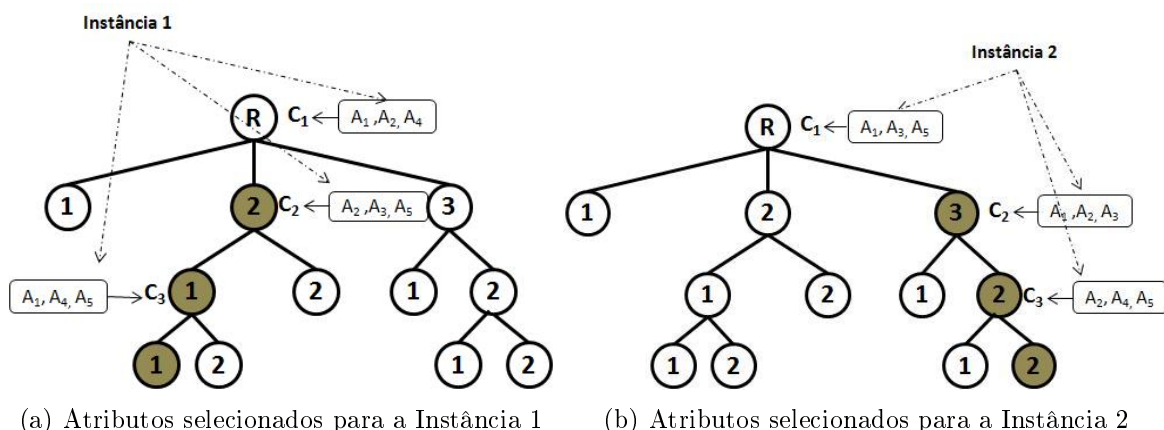 Instância 1
Instância 2
R C₁ A₁ ,A₂, A₄
R C₁ A₁, A₃, A₅
1 2 C₂ A₂ ,A₃, A₅ 3
1 2 3 C₂ A₁ ,A₂, A₃
A₁, A₄, A₅ C₃ 1 2 1 2
1 2 1 2 C₃ A₂, A₄, A₅
1 2 1 2
1 2 1 2
(a) Atributos selecionados para a Instância 1
(b) Atributos selecionados para a Instância 2